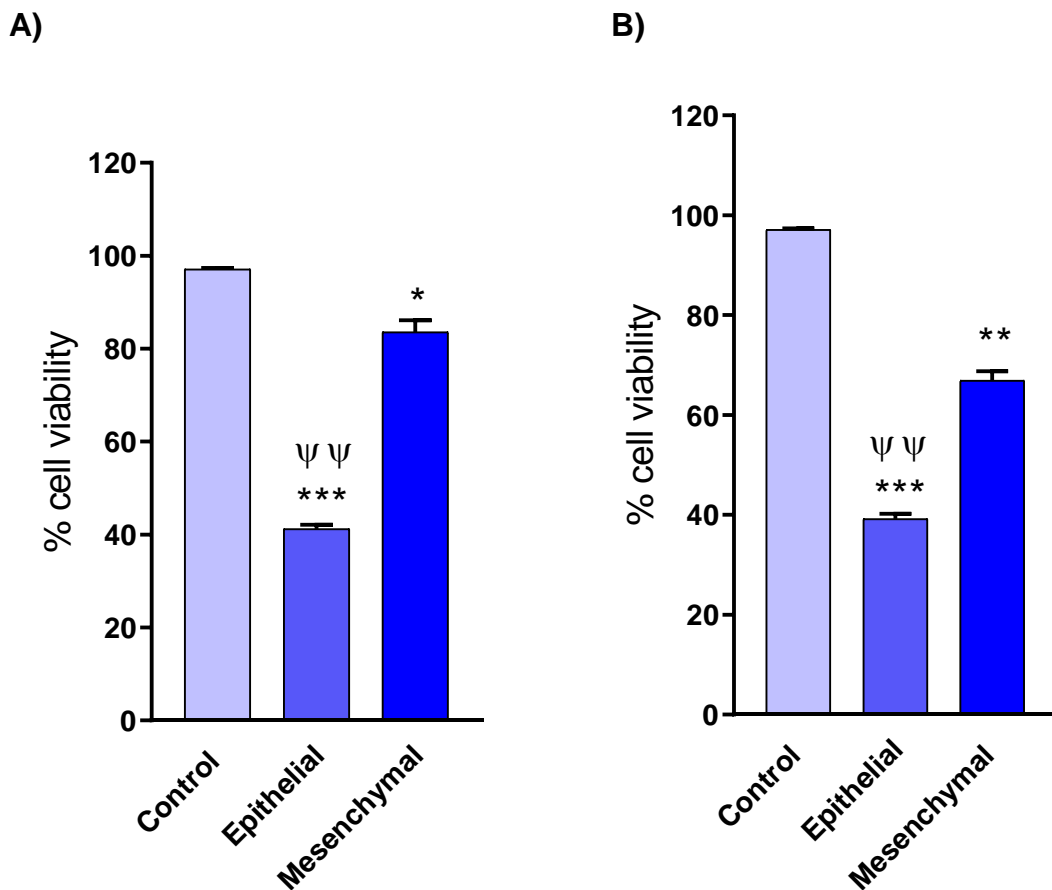 A)
% cell viability
120
100
80
60
40
20
0
*
ψ ψ
***
Control
Epithelial
Mesenchymal
B)
% cell viability
120
100
80
60
40
20
0
**
ψ ψ
***
Control
Epithelial
Mesenchymal